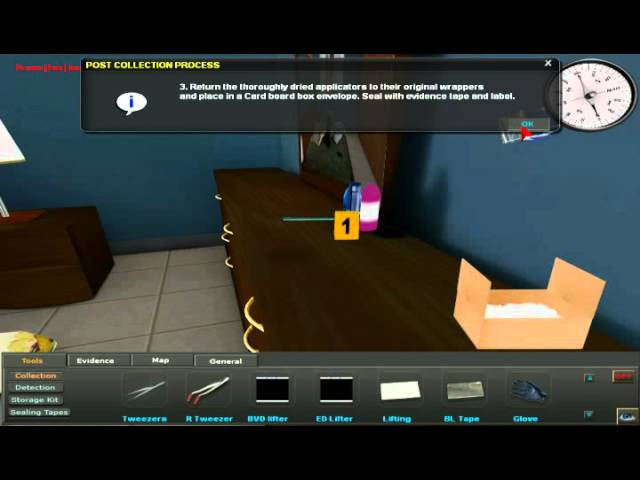 POST COLLECTION PROCESS
x
3. Return the thoroughly dried applicators to their original wrappers
and place in a Card board box envelope. Seal with evidence tape and label.
OK
1
Tools
Evidence
Map
General
Collection
Detection
Storage Kit
Sealing Tapes
Tweezers
R Tweezer
BVD lifter
ED Lifter
Lifting
BL Tape
Glove